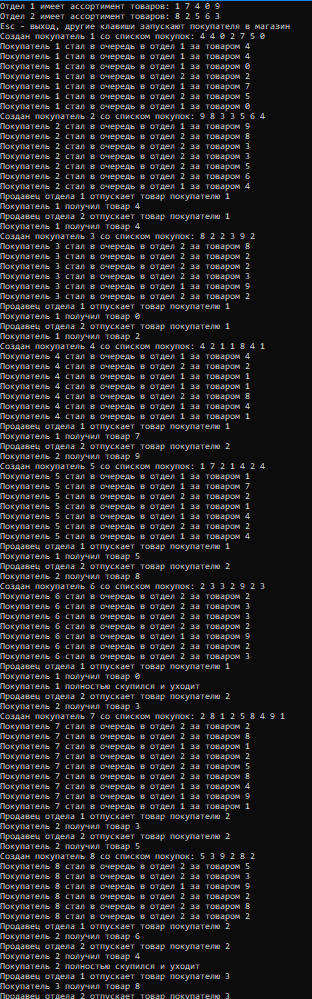 Отдел 1 имеет ассортимент товаров: 1 7 4 0 9
Отдел 2 имеет ассортимент товаров: 8 2 5 6 3
Esc - выход, другие клавиши запускают покупателя в магазин
Создан покупатель 1 со списком покупок: 4 4 0 2 7 5 0
Покупатель 1 стал в очередь в отдел 1 за товаром 4
Покупатель 1 стал в очередь в отдел 1 за товаром 4
Покупатель 1 стал в очередь в отдел 1 за товаром 0
Покупатель 1 стал в очередь в отдел 2 за товаром 2
Покупатель 1 стал в очередь в отдел 1 за товаром 7
Покупатель 1 стал в очередь в отдел 2 за товаром 5
Покупатель 1 стал в очередь в отдел 1 за товаром 0
Создан покупатель 2 со списком покупок: 9 8 3 3 5 6 4
Покупатель 2 стал в очередь в отдел 1 за товаром 9
Покупатель 2 стал в очередь в отдел 2 за товаром 8
Покупатель 2 стал в очередь в отдел 2 за товаром 3
Покупатель 2 стал в очередь в отдел 2 за товаром 3
Покупатель 2 стал в очередь в отдел 2 за товаром 5
Покупатель 2 стал в очередь в отдел 2 за товаром 6
Покупатель 2 стал в очередь в отдел 1 за товаром 4
Продавец отдела 1 отпускает товар покупателю 1
Покупатель 1 получил товар 4
Продавец отдела 2 отпускает товар покупателю 1
Покупатель 1 получил товар 4
Создан покупатель 3 со списком покупок: 8 2 2 3 9 2
Покупатель 3 стал в очередь в отдел 2 за товаром 8
Покупатель 3 стал в очередь в отдел 2 за товаром 2
Покупатель 3 стал в очередь в отдел 2 за товаром 2
Покупатель 3 стал в очередь в отдел 2 за товаром 3
Покупатель 3 стал в очередь в отдел 1 за товаром 9
Покупатель 3 стал в очередь в отдел 2 за товаром 2
Продавец отдела 1 отпускает товар покупателю 1
Покупатель 1 получил товар 0
Продавец отдела 2 отпускает товар покупателю 1
Покупатель 1 получил товар 2
Создан покупатель 4 со списком покупок: 4 2 1 1 8 4 1
Покупатель 4 стал в очередь в отдел 1 за товаром 4
Покупатель 4 стал в очередь в отдел 2 за товаром 2
Покупатель 4 стал в очередь в отдел 1 за товаром 1
Покупатель 4 стал в очередь в отдел 1 за товаром 1
Покупатель 4 стал в очередь в отдел 2 за товаром 8
Покупатель 4 стал в очередь в отдел 1 за товаром 4
Покупатель 4 стал в очередь в отдел 1 за товаром 1
Продавец отдела 1 отпускает товар покупателю 1
Покупатель 1 получил товар 7
Продавец отдела 2 отпускает товар покупателю 2
Покупатель 2 получил товар 9
Создан покупатель 5 со списком покупок: 1 7 2 1 4 2 4
Покупатель 5 стал в очередь в отдел 1 за товаром 1
Покупатель 5 стал в очередь в отдел 1 за товаром 7
Покупатель 5 стал в очередь в отдел 2 за товаром 2
Покупатель 5 стал в очередь в отдел 1 за товаром 1
Покупатель 5 стал в очередь в отдел 1 за товаром 4
Покупатель 5 стал в очередь в отдел 2 за товаром 2
Покупатель 5 стал в очередь в отдел 1 за товаром 4
Продавец отдела 1 отпускает товар покупателю 1
Покупатель 1 получил товар 5
Продавец отдела 2 отпускает товар покупателю 2
Покупатель 2 получил товар 8
Создан покупатель 6 со списком покупок: 2 3 3 2 9 2 3
Покупатель 6 стал в очередь в отдел 2 за товаром 2
Покупатель 6 стал в очередь в отдел 2 за товаром 3
Покупатель 6 стал в очередь в отдел 2 за товаром 3
Покупатель 6 стал в очередь в отдел 2 за товаром 2
Покупатель 6 стал в очередь в отдел 1 за товаром 9
Покупатель 6 стал в очередь в отдел 2 за товаром 2
Покупатель 6 стал в очередь в отдел 2 за товаром 3
Продавец отдела 1 отпускает товар покупателю 1
Покупатель 1 получил товар 0
Покупатель 1 полностью скупился и уходит
Продавец отдела 2 отпускает товар покупателю 2
Покупатель 2 получил товар 3
Создан покупатель 7 со списком покупок: 2 8 1 2 5 8 4 9 1
Покупатель 7 стал в очередь в отдел 2 за товаром 2
Покупатель 7 стал в очередь в отдел 2 за товаром 8
Покупатель 7 стал в очередь в отдел 1 за товаром 1
Покупатель 7 стал в очередь в отдел 2 за товаром 2
Покупатель 7 стал в очередь в отдел 2 за товаром 5
Покупатель 7 стал в очередь в отдел 2 за товаром 8
Покупатель 7 стал в очередь в отдел 1 за товаром 4
Покупатель 7 стал в очередь в отдел 1 за товаром 9
Покупатель 7 стал в очередь в отдел 1 за товаром 1
Продавец отдела 1 отпускает товар покупателю 2
Покупатель 2 получил товар 3
Продавец отдела 2 отпускает товар покупателю 2
Покупатель 2 получил товар 5
Создан покупатель 8 со списком покупок: 5 3 9 2 8 2
Покупатель 8 стал в очередь в отдел 2 за товаром 5
Покупатель 8 стал в очередь в отдел 2 за товаром 3
Покупатель 8 стал в очередь в отдел 1 за товаром 9
Покупатель 8 стал в очередь в отдел 2 за товаром 2
Покупатель 8 стал в очередь в отдел 2 за товаром 8
Покупатель 8 стал в очередь в отдел 2 за товаром 2
Продавец отдела 1 отпускает товар покупателю 2
Покупатель 2 получил товар 6
Продавец отдела 2 отпускает товар покупателю 2
Покупатель 2 получил товар 4
Покупатель 2 полностью скупился и уходит
Продавец отдела 1 отпускает товар покупателю 3
Покупатель 3 получил товар 8
Продавец отдела 2 отпускает товар покупателю 3